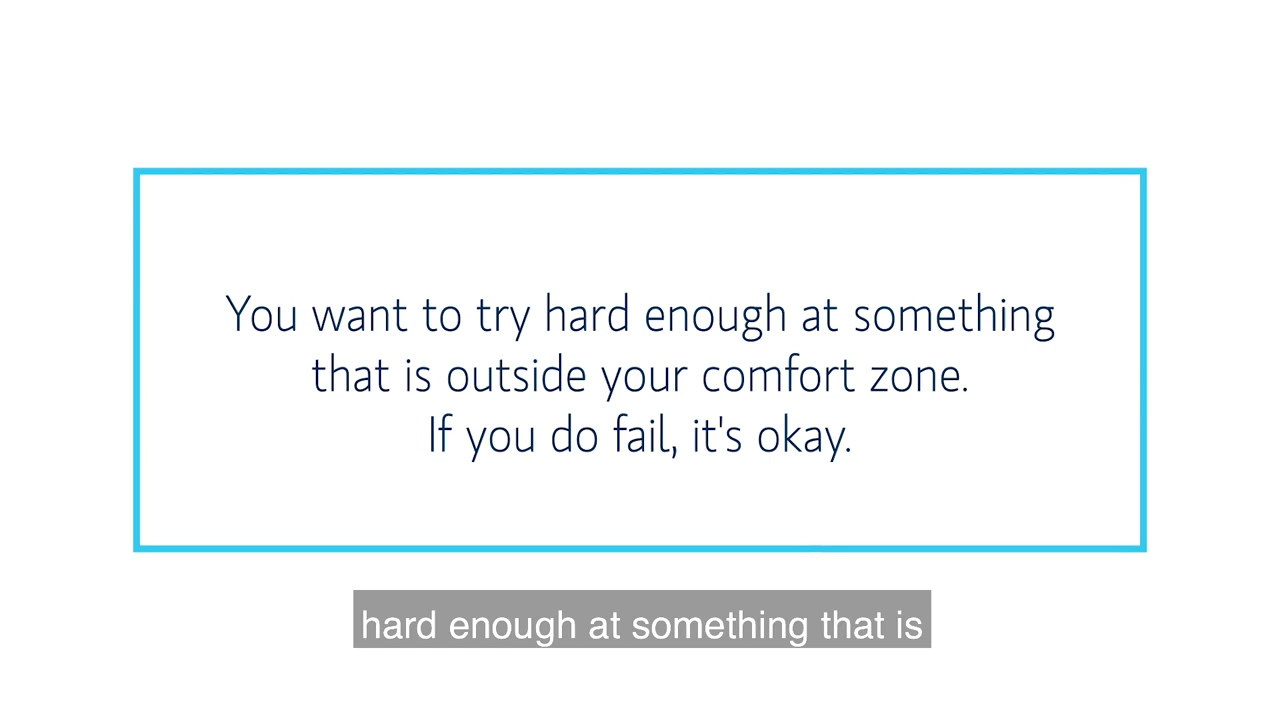 You want to try hard enough at something
that is outside your comfort zone.
If you do fail, it's okay.
hard enough at something that is